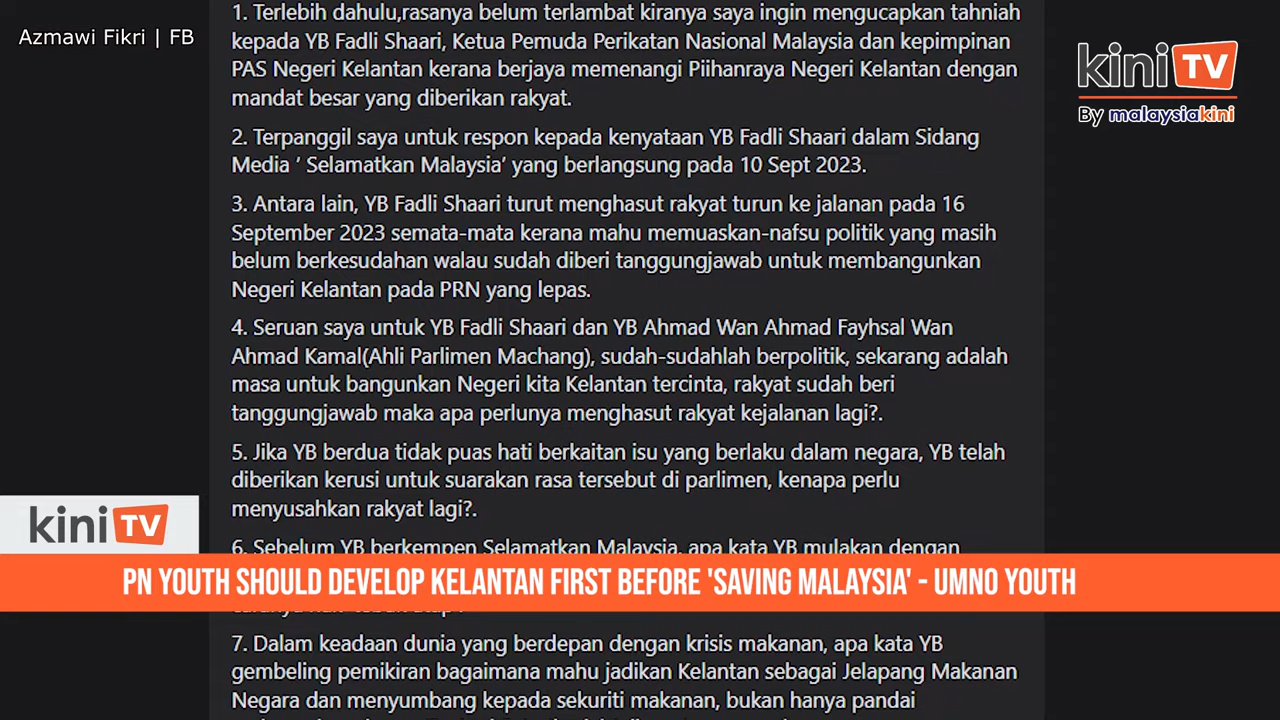 Azmawi Fikri | FB
kini TV
By malaysiakini
1. Terlebih dahulu,rasanya belum terlambat kiranya saya ingin mengucapkan tahniah
kepada YB Fadli Shaari, Ketua Pemuda Perikatan Nasional Malaysia dan kepimpinan
PAS Negeri Kelantan kerana berjaya memenangi Piihanraya Negeri Kelantan dengan
mandat besar yang diberikan rakyat.
2. Terpanggil saya untuk respon kepada kenyataan YB Fadli Shaari dalam Sidang
Media ‘ Selamatkan Malaysia’ yang berlangsung pada 10 Sept 2023.
3. Antara lain, YB Fadli Shaari turut menghasut rakyat turun ke jalanan pada 16
September 2023 semata-mata kerana mahu memuaskan-nafsu politik yang masih
belum berkesudahan walau sudah diberi tanggungjawab untuk membangunkan
Negeri Kelantan pada PRN yang lepas.
4. Seruan saya untuk YB Fadli Shaari dan YB Ahmad Wan Ahmad Fayhsal Wan
Ahmad Kamal(Ahli Parlimen Machang), sudah-sudahlah berpolitik, sekarang adalah
masa untuk bangunkan Negeri kita Kelantan tercinta, rakyat sudah beri
tanggungjawab maka apa perlunya menghasut rakyat kejalanan lagi?.
5. Jika YB berdua tidak puas hati berkaitan isu yang berlaku dalam negara, YB telah
diberikan kerusi untuk suarakan rasa tersebut di parlimen, kenapa perlu
menyusahkan rakyat lagi?.
6. Sebelum YB berkempen Selamatkan Malaysia, apa kata YB mulakan dengan
kini TV
PN YOUTH SHOULD DEVELOP KELANTAN FIRST BEFORE 'SAVING MALAYSIA' - UMNO YOUTH
7. Dalam keadaan dunia yang berdepan dengan krisis makanan, apa kata YB
gembeling pemikiran bagaimana mahu jadikan Kelantan sebagai Jelapang Makanan
Negara dan menyumbang kepada sekuriti makanan, bukan hanya pandai